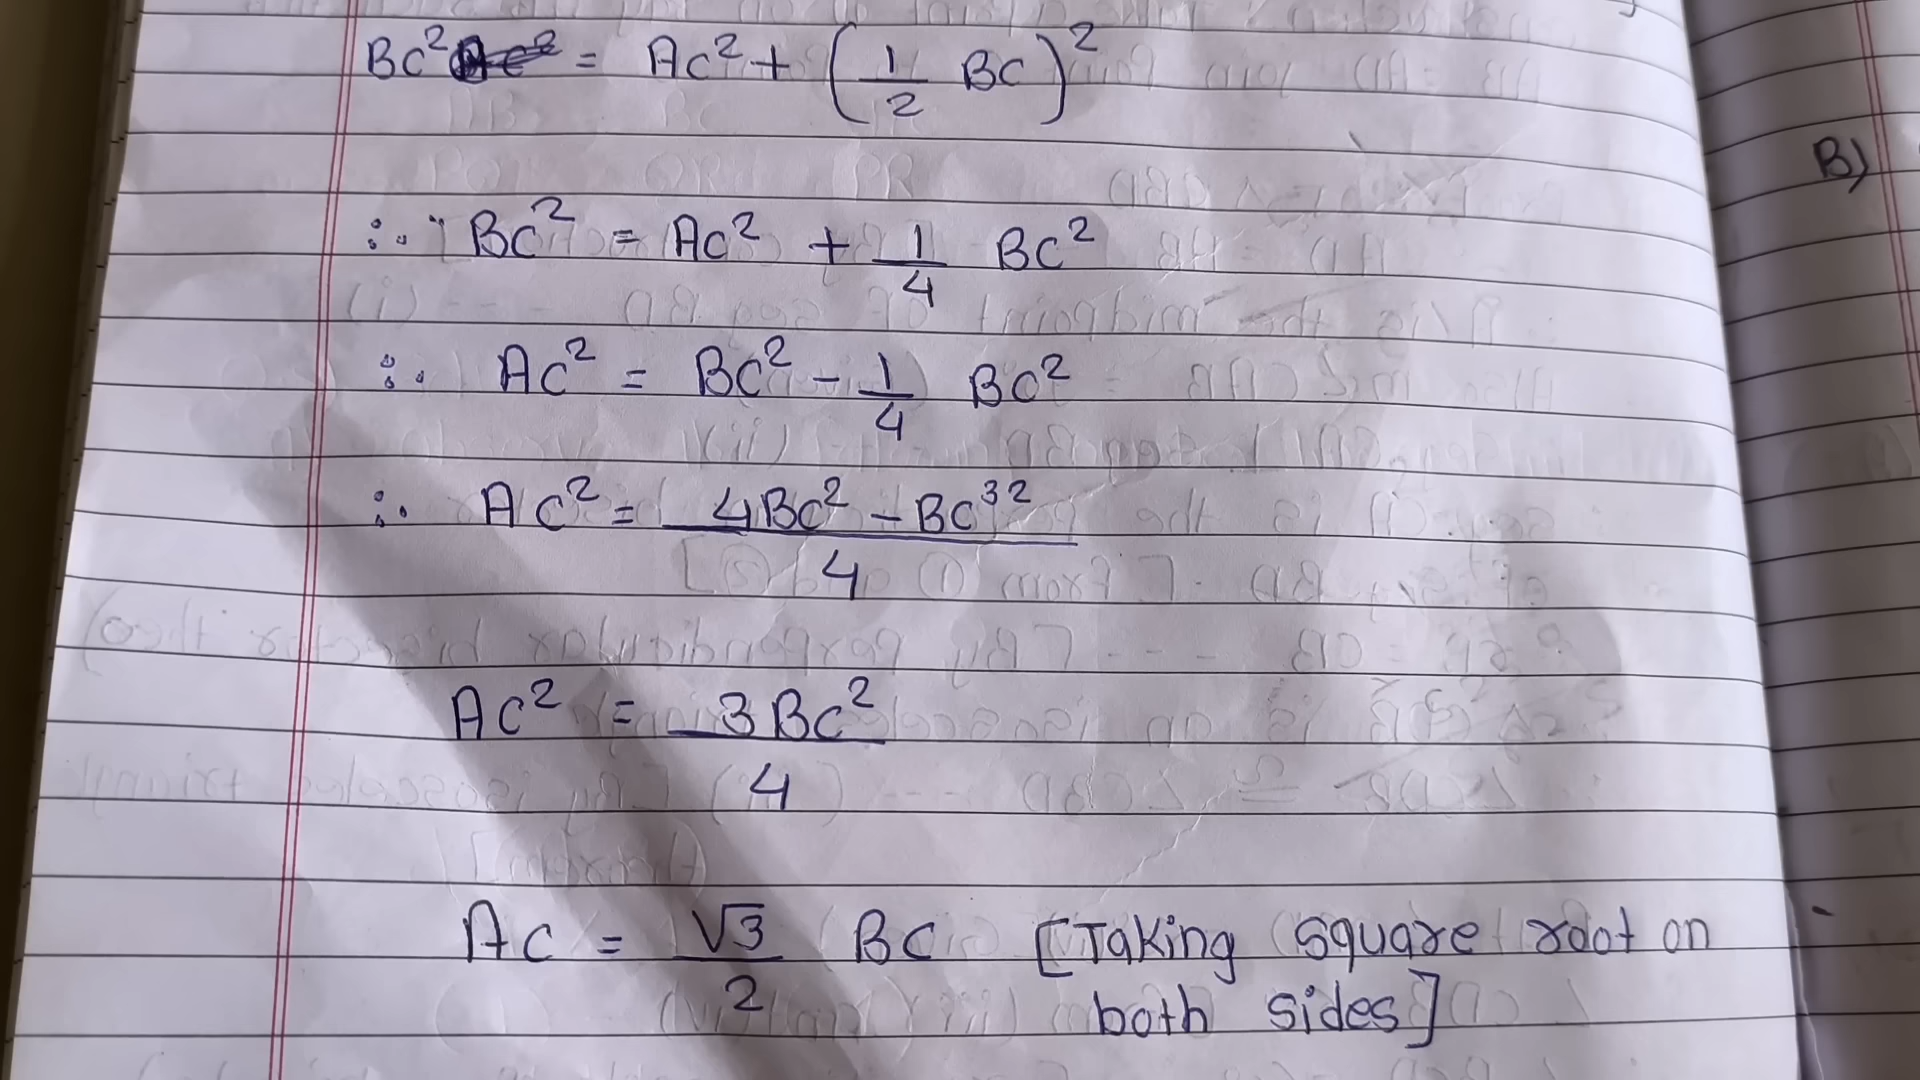 BC² = AC² + (1/2 BC)²
B)
∴ BC² = AC² + 1/4 BC²
∴ AC² = BC² - 1/4 BC²
∴ AC² = 4BC² - BC³² / 4
AC² = 3BC² / 4
AC = √3/2 BC [Taking square root on
both sides]